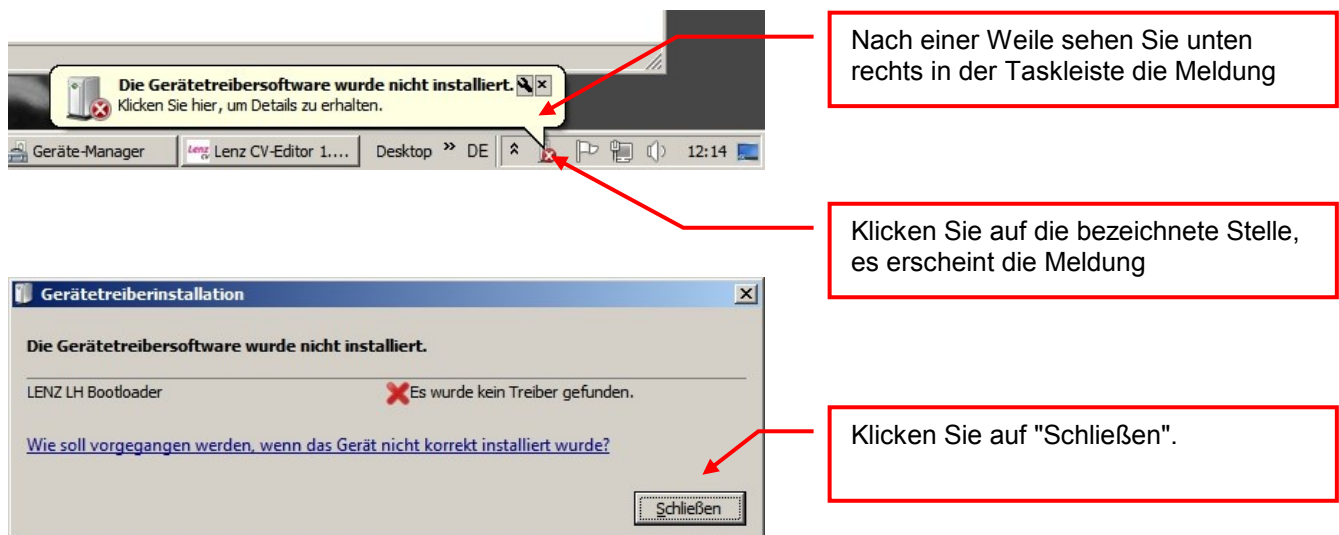 Nach einer Weile sehen Sie unten
rechts in der Taskleiste die Meldung
Die Gerätetreibersoftware wurde nicht installiert.
Klicken Sie hier, um Details zu erhalten.
Geräte-Manager Lenz CV Lenz CV-Editor 1.... Desktop » DE 12:14
Klicken Sie auf die bezeichnete Stelle,
es erscheint die Meldung
Gerätetreiberinstallation
Die Gerätetreibersoftware wurde nicht installiert.
LENZ LH Bootloader Es wurde kein Treiber gefunden.
Wie soll vorgegangen werden, wenn das Gerät nicht korrekt installiert wurde?
Klicken Sie auf "Schließen".
Schließen